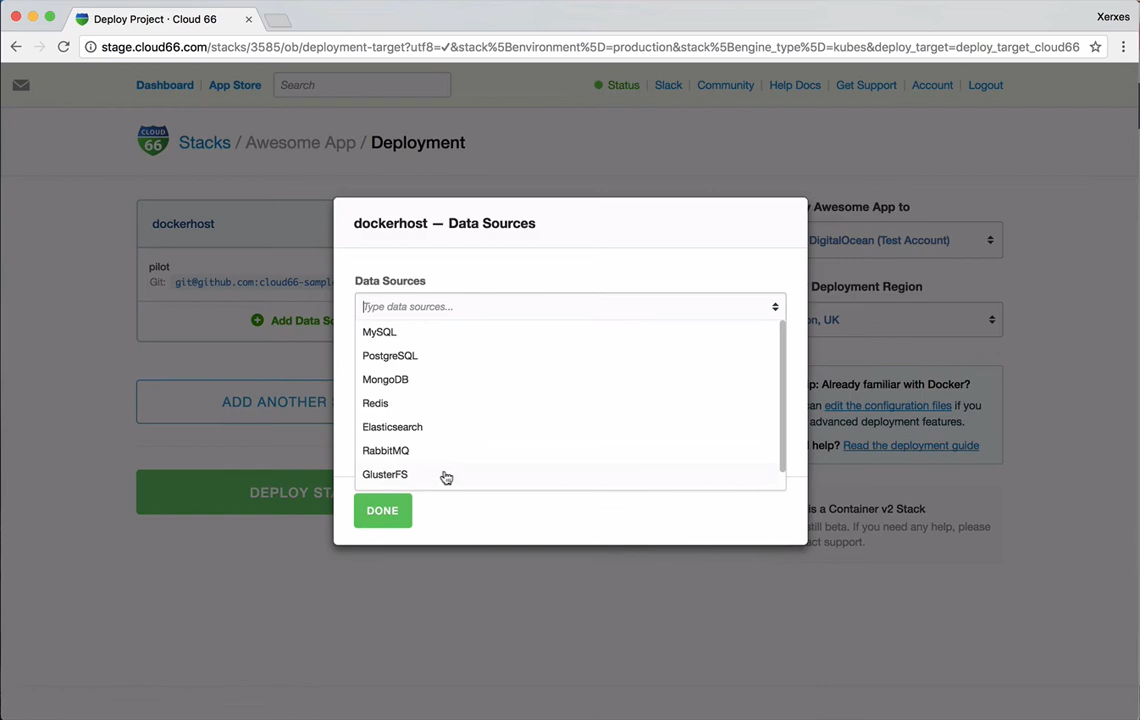 Deploy Project · Cloud 66
Xerxes
stage.cloud66.com/stacks/3585/ob/deployment-target?utf8=✓&stack%5Benvironment%5D=production&stack%5Bengine_type%5D=kubes&deploy_target=deploy_target_cloud66
Dashboard App Store Search Status Slack Community Help Docs Get Support Account Logout
CLOUD 66
Stacks / Awesome App / Deployment
dockerhost
pilot
Git: git@github.com:cloud66-sampl
Add Data So
ADD ANOTHER
DEPLOY STA
dockerhost — Data Sources
Data Sources
Type data sources...
MySQL
PostgreSQL
MongoDB
Redis
Elasticsearch
RabbitMQ
GlusterFS
DONE
Awesome App to
DigitalOcean (Test Account)
Deployment Region
on, UK
p: Already familiar with Docker?
can edit the configuration files if you
advanced deployment features.
help? Read the deployment guide
is a Container v2 Stack
still beta. If you need any help, please
act support.